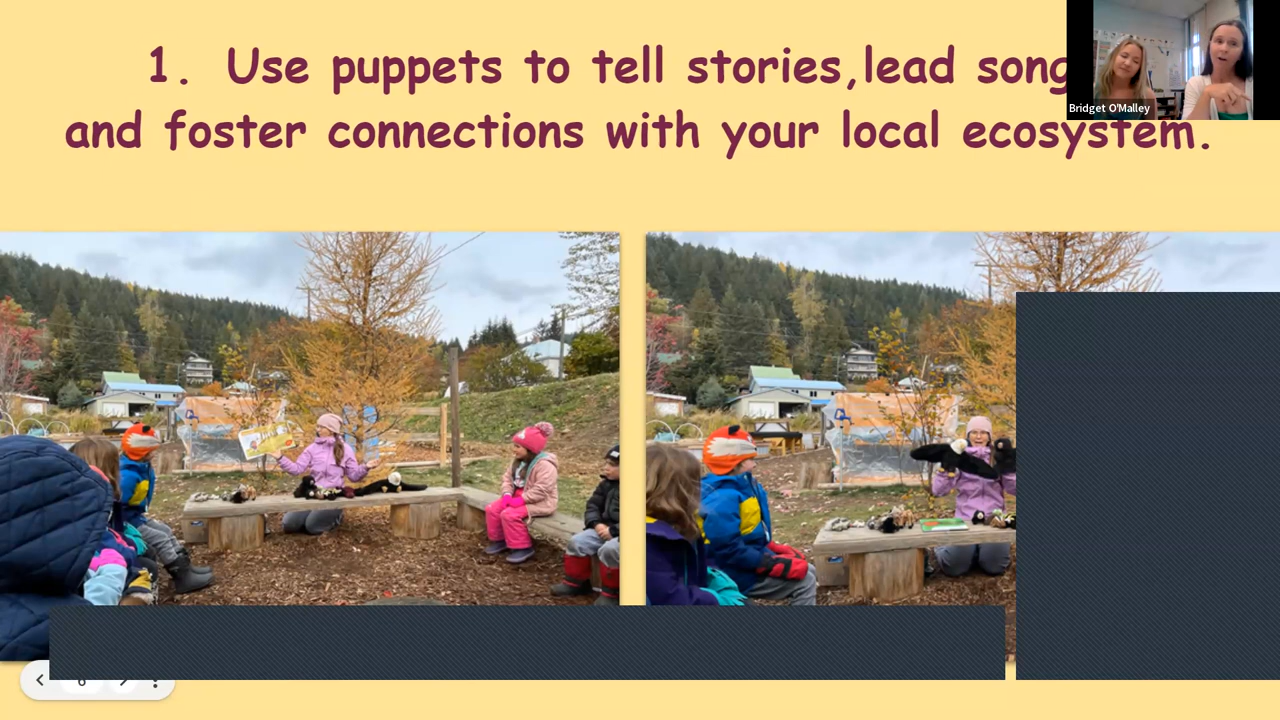 1. Use puppets to tell stories,lead song
and foster connections with your local ecosystem.
Bridget O'Malley